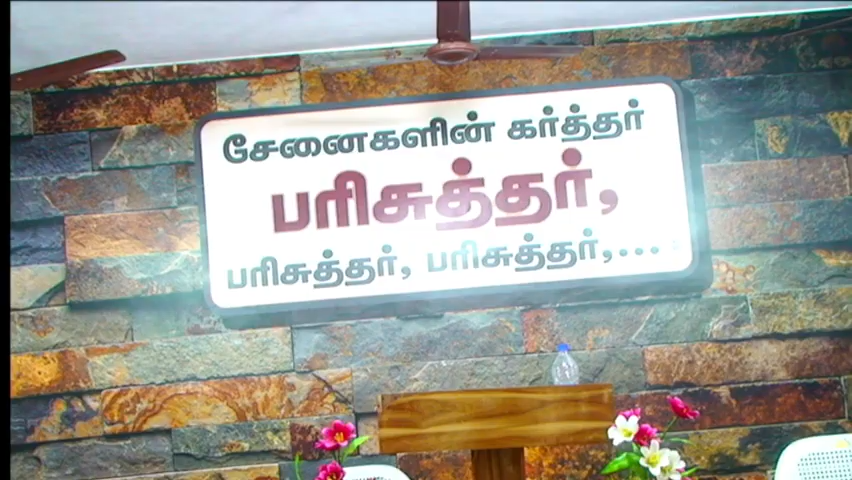 சேனைகளின் கர்த்தர்
பரிசுத்தர்,
பரிசுத்தர், பரிசுத்தர்,....